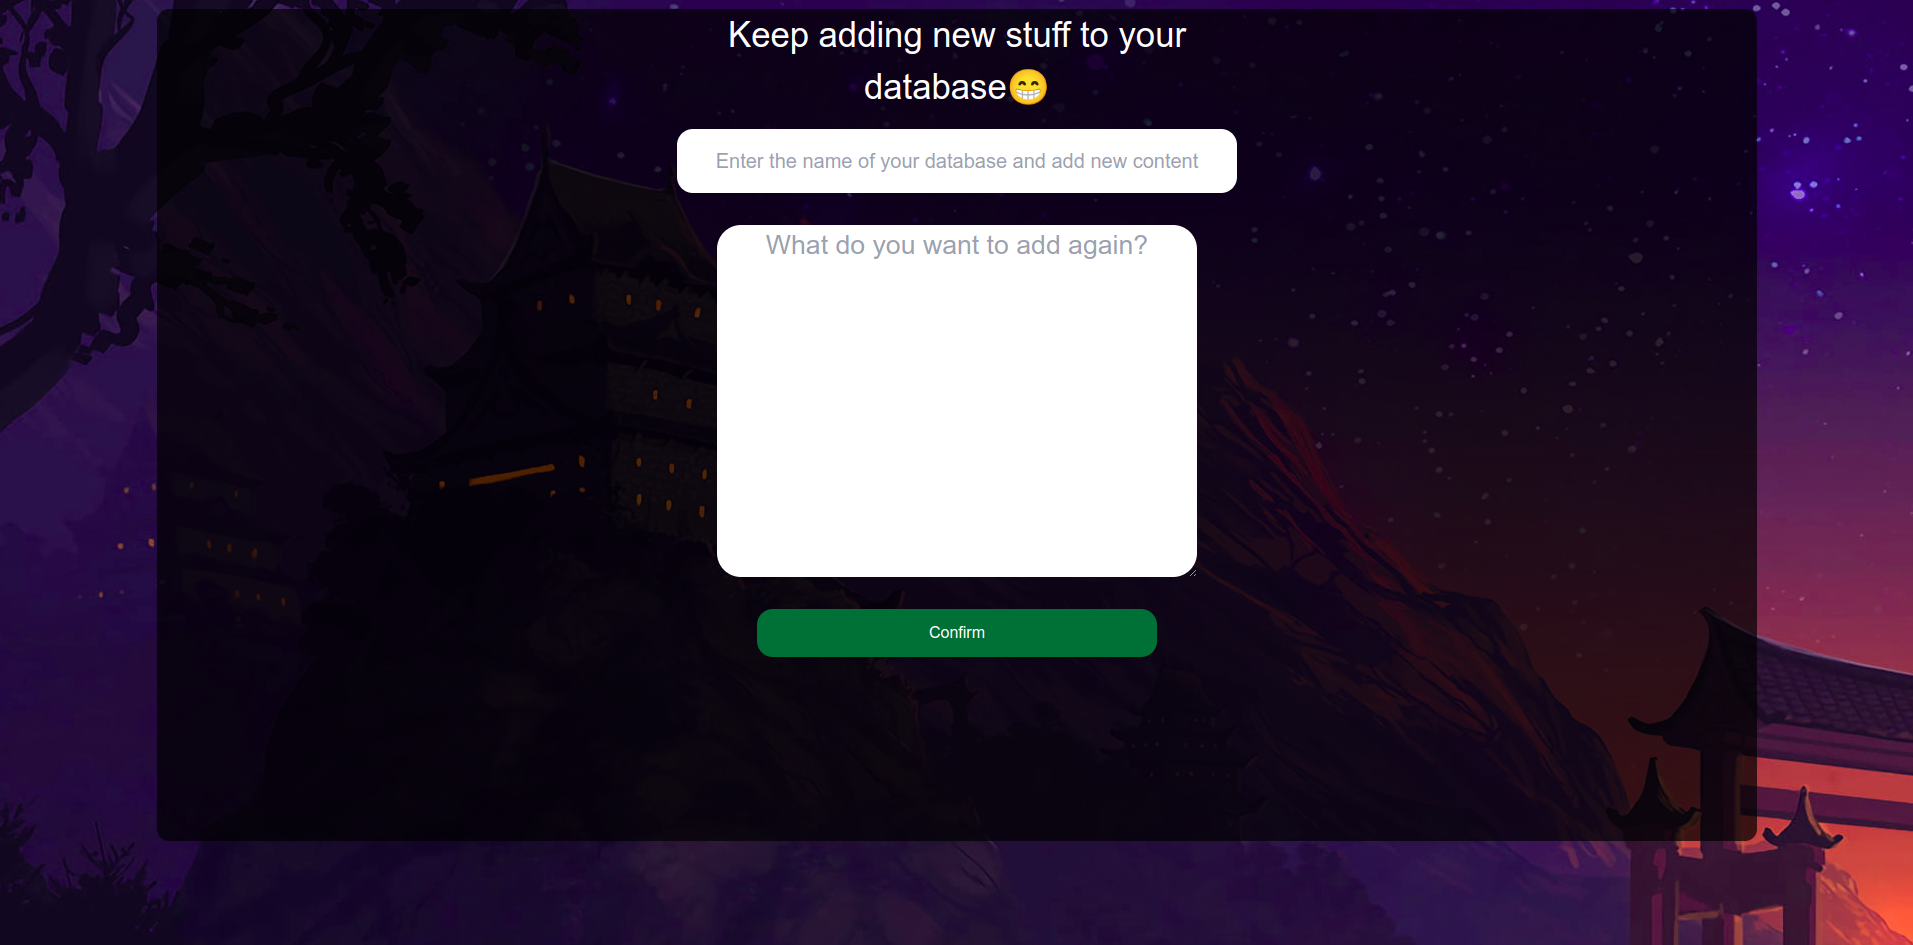 Keep adding new stuff to your
database😁
Enter the name of your database and add new content
What do you want to add again?
Confirm